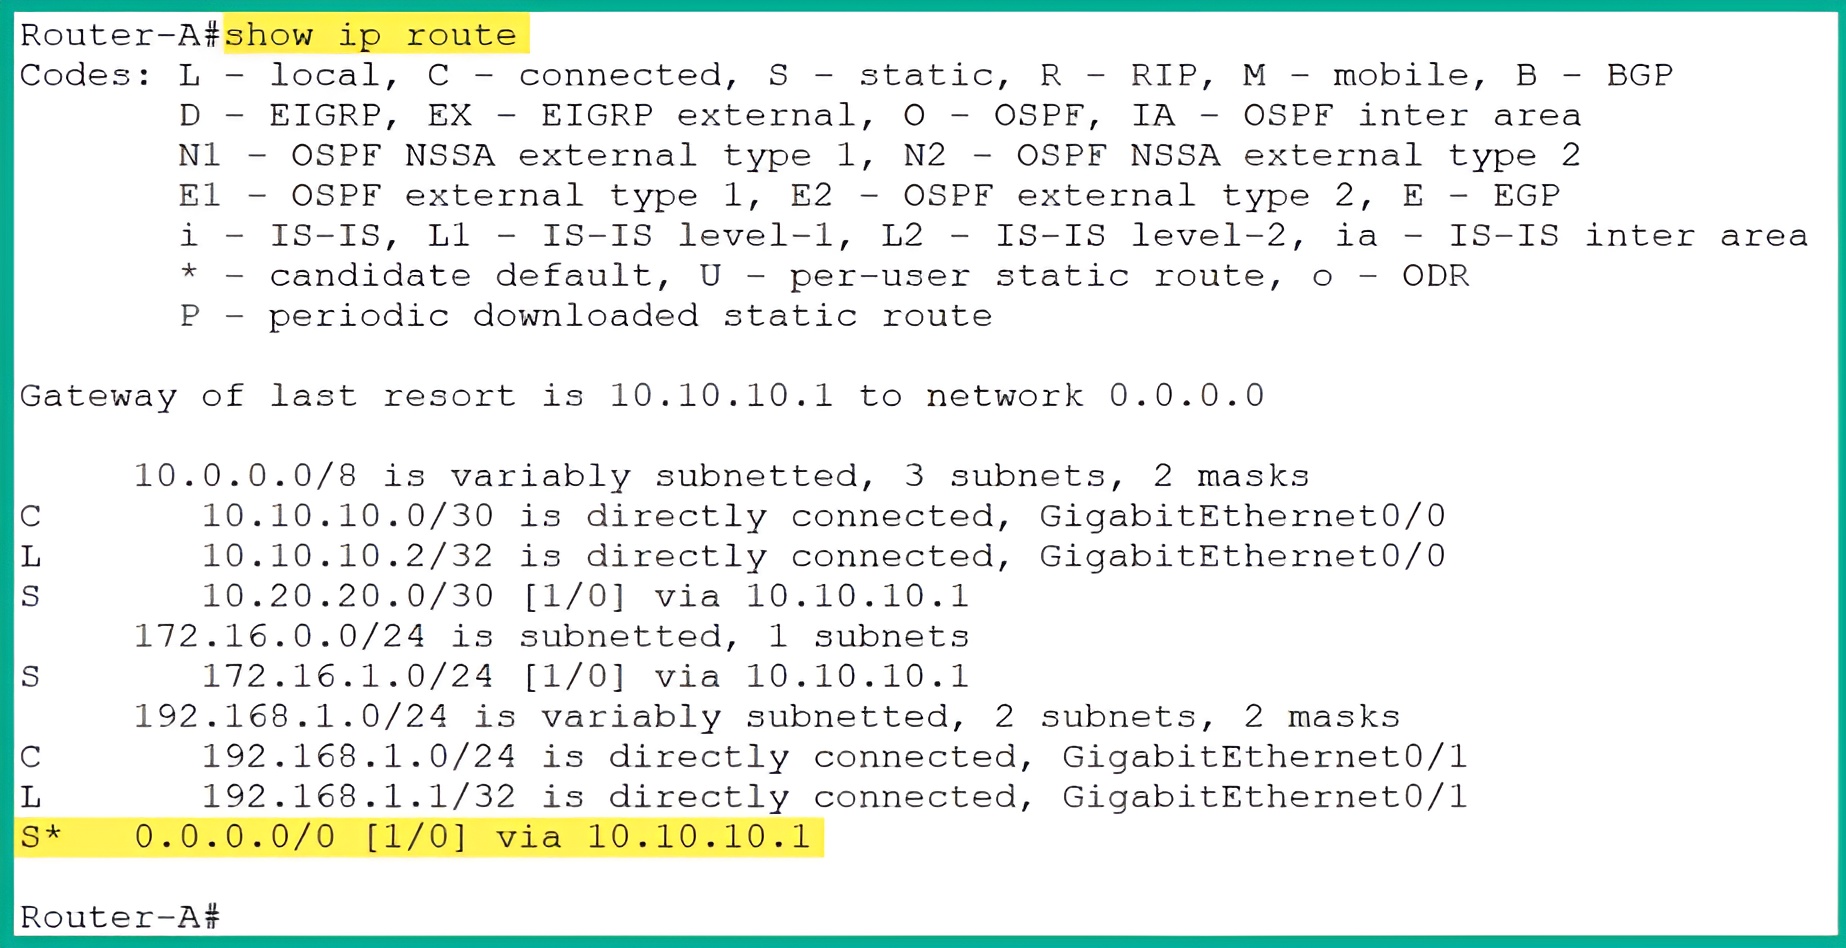 Router-A#show ip route
Codes: L - local, C - connected, S - static, R - RIP, M - mobile, B - BGP
D - EIGRP, EX - EIGRP external, O - OSPF, IA - OSPF inter area
N1 - OSPF NSSA external type 1, N2 - OSPF NSSA external type 2
E1 - OSPF external type 1, E2 - OSPF external type 2, E - EGP
i - IS-IS, L1 - IS-IS level-1, L2 - IS-IS level-2, ia - IS-IS inter area
* - candidate default, U - per-user static route, o - ODR
P - periodic downloaded static route
Gateway of last resort is 10.10.10.1 to network 0.0.0.0
10.0.0.0/8 is variably subnetted, 3 subnets, 2 masks
C 10.10.10.0/30 is directly connected, GigabitEthernet0/0
L 10.10.10.2/32 is directly connected, GigabitEthernet0/0
S 10.20.20.0/30 [1/0] via 10.10.10.1
172.16.0.0/24 is subnetted, 1 subnets
S 172.16.1.0/24 [1/0] via 10.10.10.1
192.168.1.0/24 is variably subnetted, 2 subnets, 2 masks
C 192.168.1.0/24 is directly connected, GigabitEthernet0/1
L 192.168.1.1/32 is directly connected, GigabitEthernet0/1
S* 0.0.0.0/0 [1/0] via 10.10.10.1
Router-A#